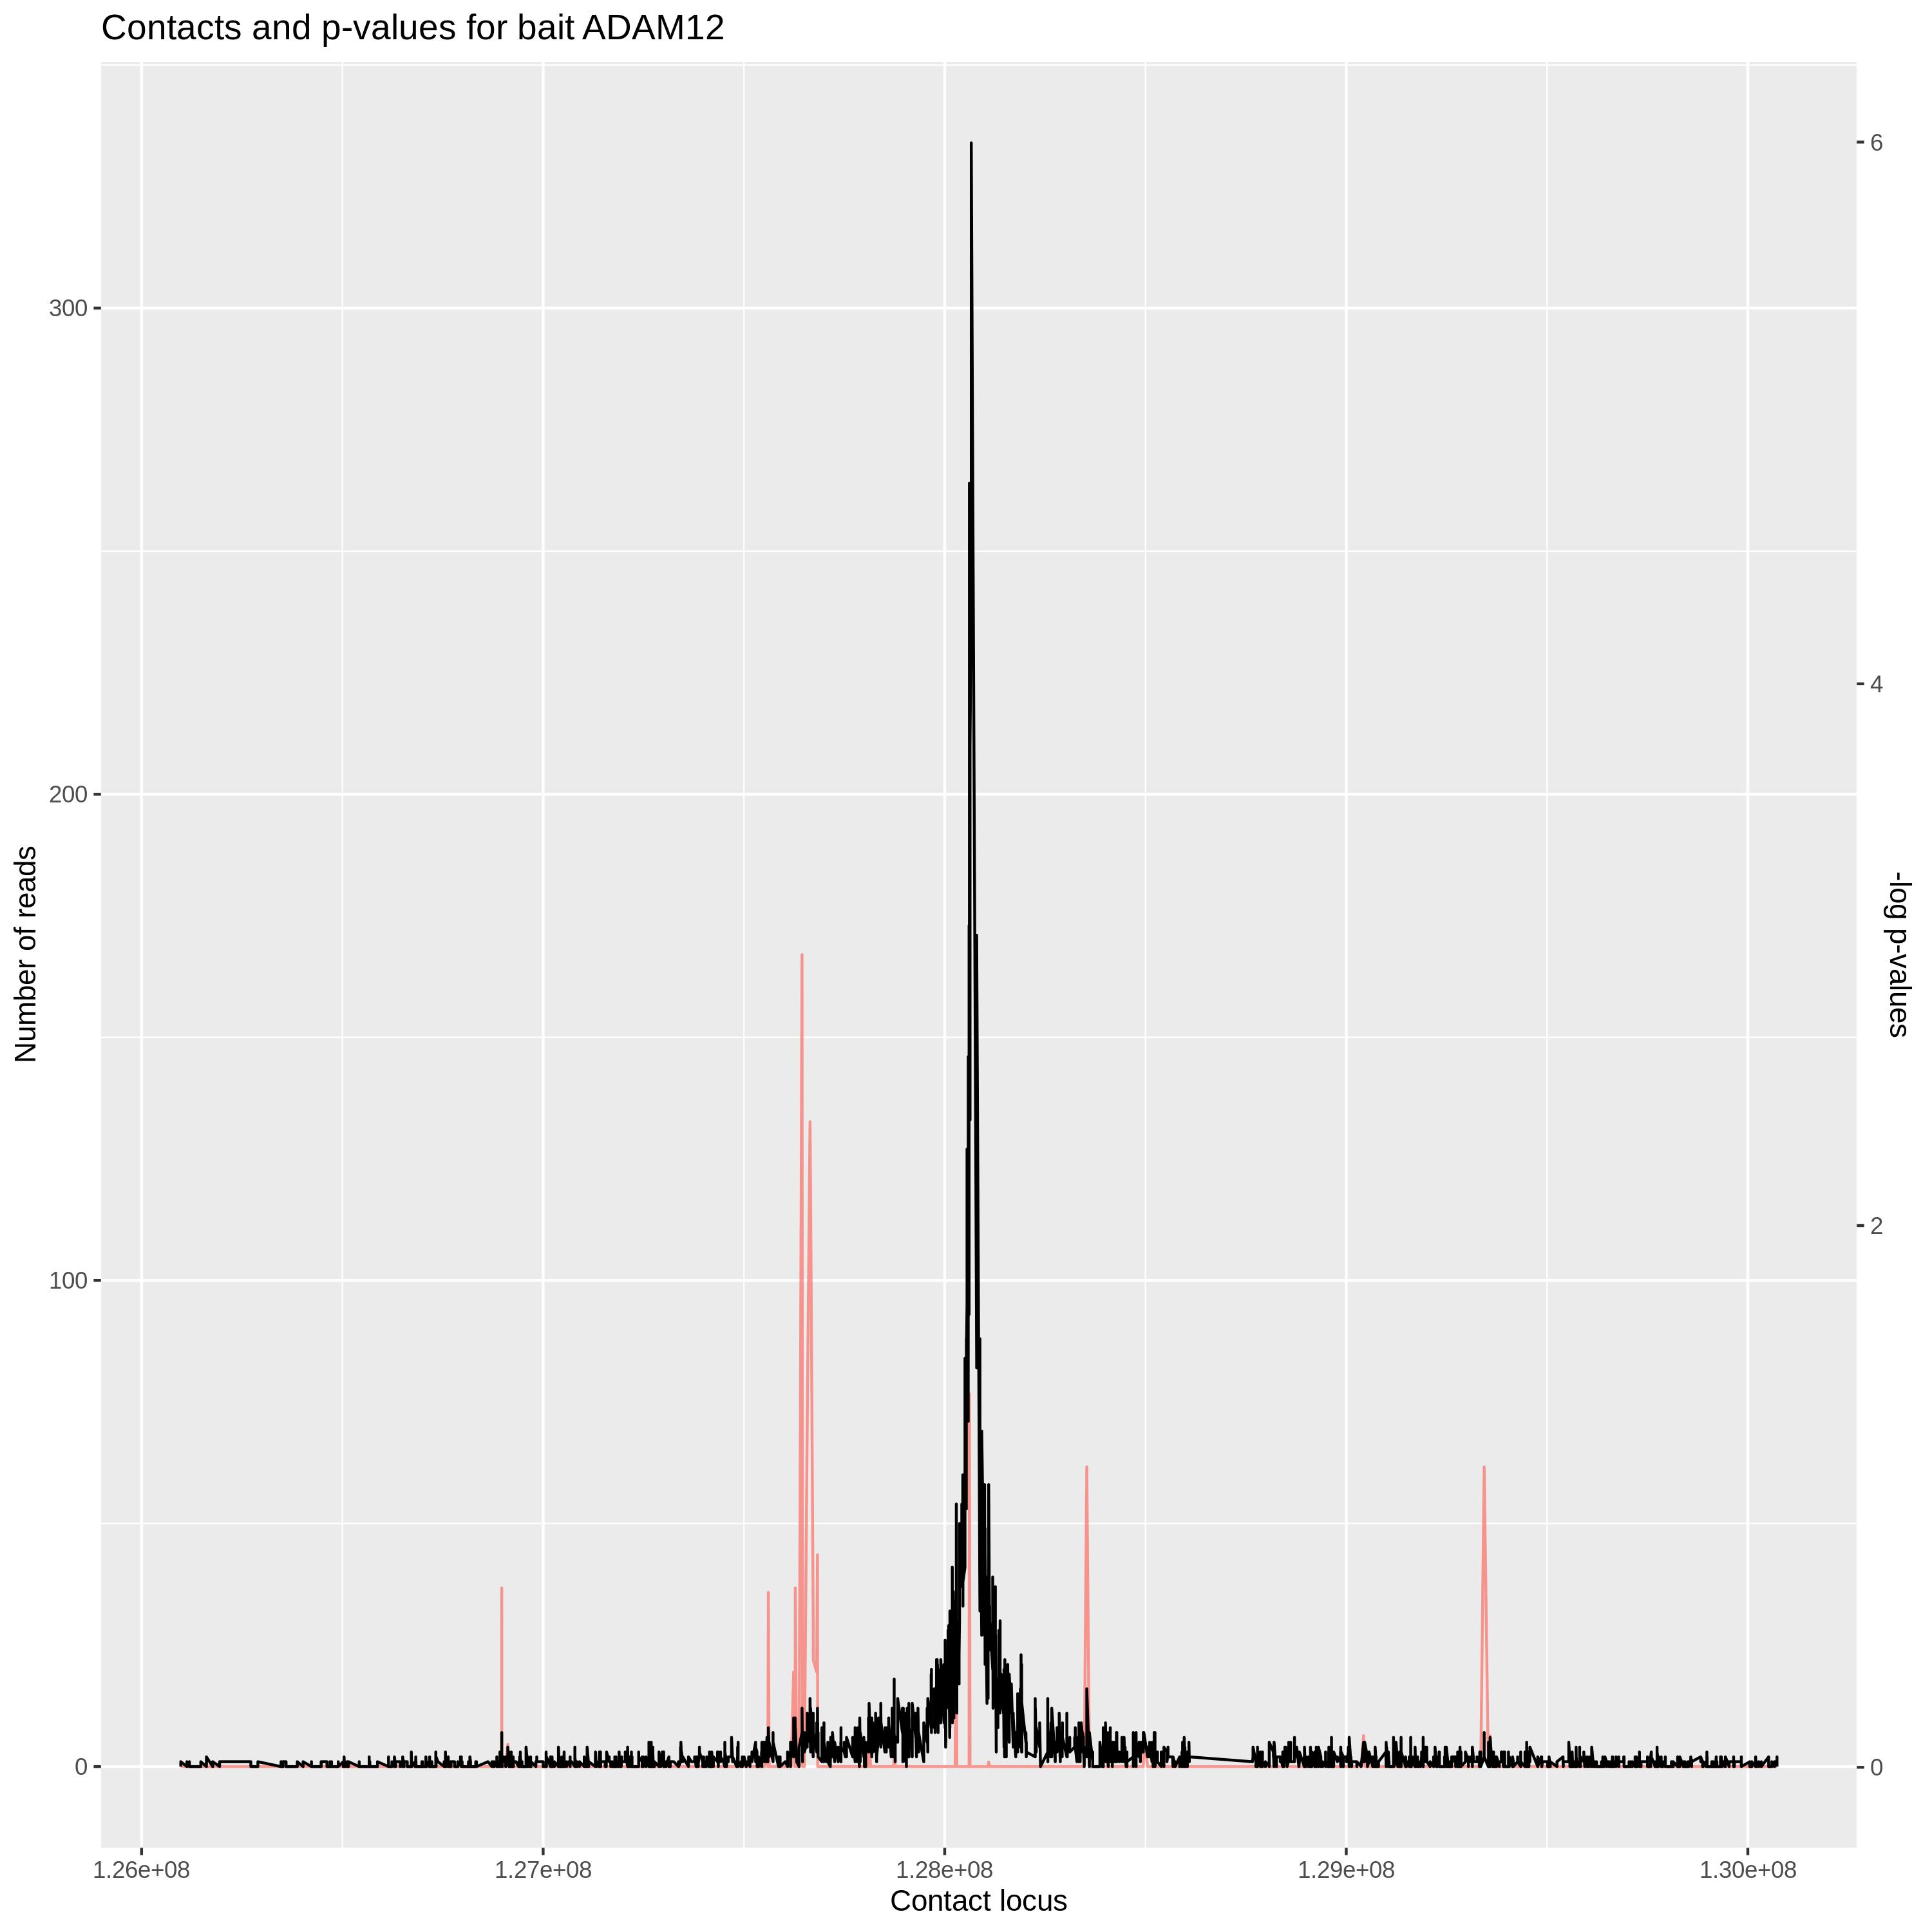 Contacts and p-values for bait ADAM12
Number of reads
300
200
100
0
6
4
2
0
-log p-values
1.26e+08 1.27e+08 1.28e+08 1.29e+08 1.30e+08
Contact locus